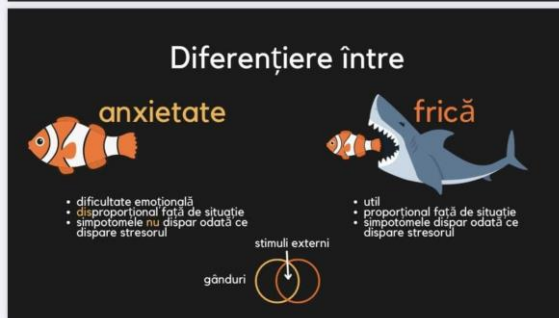 Diferențiere între
anxietate
• dificultate emoțională
• disproporțional față de situație
• simpotomele nu dispar odată ce
dispare stresorul
frică
• util
• proporțional față de situație
• simpotomele dispar odată ce
dispare stresorul
stimuli externi
gânduri